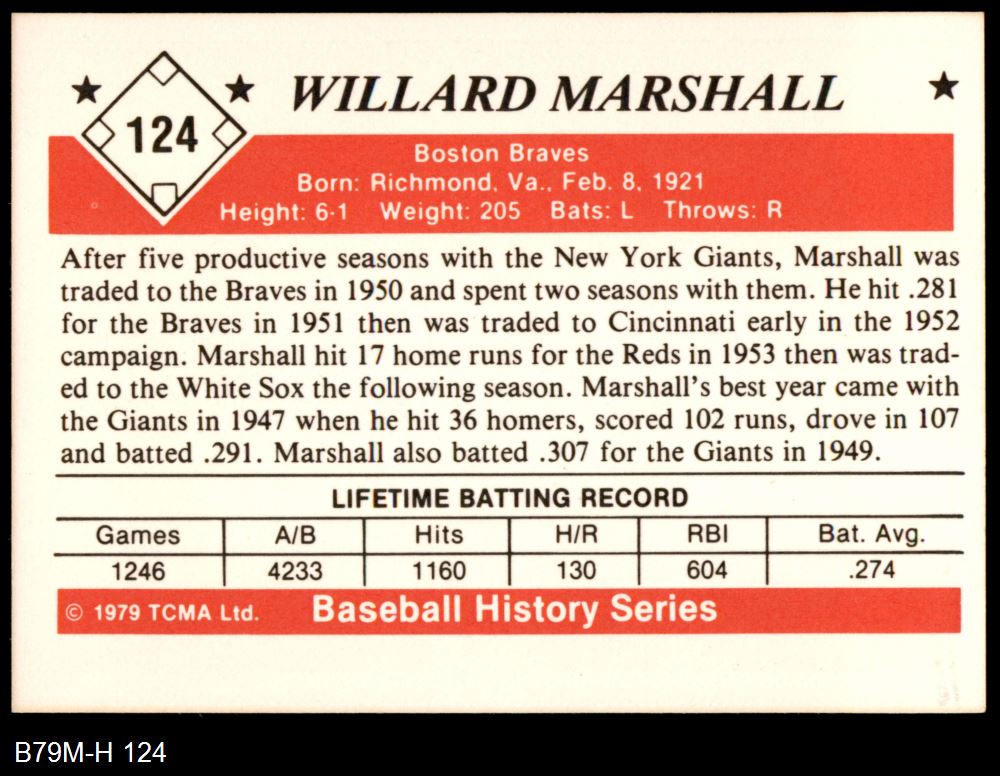 124
WILLARD MARSHALL
Boston Braves
Born: Richmond, Va., Feb. 8, 1921
Height: 6-1 Weight: 205 Bats: L Throws: R
After five productive seasons with the New York Giants, Marshall was
traded to the Braves in 1950 and spent two seasons with them. He hit .281
for the Braves in 1951 then was traded to Cincinnati early in the 1952
campaign. Marshall hit 17 home runs for the Reds in 1953 then was trad-
ed to the White Sox the following season. Marshall's best year came with
the Giants in 1947 when he hit 36 homers, scored 102 runs, drove in 107
and batted .291. Marshall also batted .307 for the Giants in 1949.
LIFETIME BATTING RECORD
Games A/B Hits H/R RBI Bat. Avg.
1246 4233 1160 130 604 .274
© 1979 TCMA Ltd. Baseball History Series
B79M-H 124